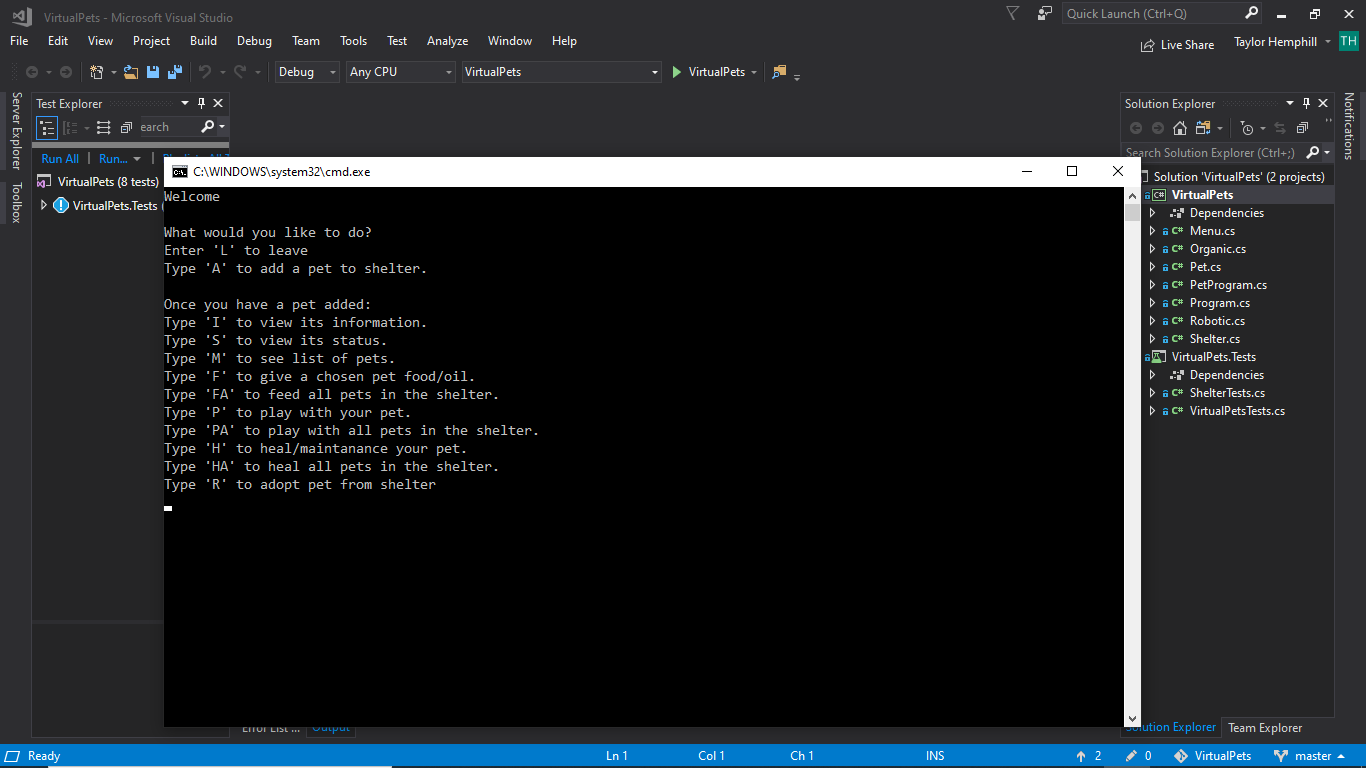 VirtualPets - Microsoft Visual Studio
Quick Launch (Ctrl+Q)
File Edit View Project Build Debug Team Tools Test Analyze Window Help
Live Share
Taylor Hemphill
TH
Debug
Any CPU
VirtualPets
VirtualPets
Server Explorer
Toolbox
Test Explorer
earch
Run All | Run... |
VirtualPets (8 tests)
VirtualPets.Tests (
C:\WINDOWS\system32\cmd.exe
Welcome
What would you like to do?
Enter 'L' to leave
Type 'A' to add a pet to shelter.
Once you have a pet added:
Type 'I' to view its information.
Type 'S' to view its status.
Type 'M' to see list of pets.
Type 'F' to give a chosen pet food/oil.
Type 'FA' to feed all pets in the shelter.
Type 'P' to play with your pet.
Type 'PA' to play with all pets in the shelter.
Type 'H' to heal/maintanance your pet.
Type 'HA' to heal all pets in the shelter.
Type 'R' to adopt pet from shelter
Solution Explorer
Search Solution Explorer (Ctrl+;)
Solution 'VirtualPets' (2 projects)
C# VirtualPets
Dependencies
C# Menu.cs
C# Organic.cs
C# Pet.cs
C# PetProgram.cs
C# Program.cs
C# Robotic.cs
C# Shelter.cs
VirtualPets.Tests
Dependencies
C# ShelterTests.cs
C# VirtualPetsTests.cs
Notifications
Error List ...
Output
Solution Explorer
Team Explorer
Ready
Ln 1
Col 1
Ch 1
INS
2
0
VirtualPets
master